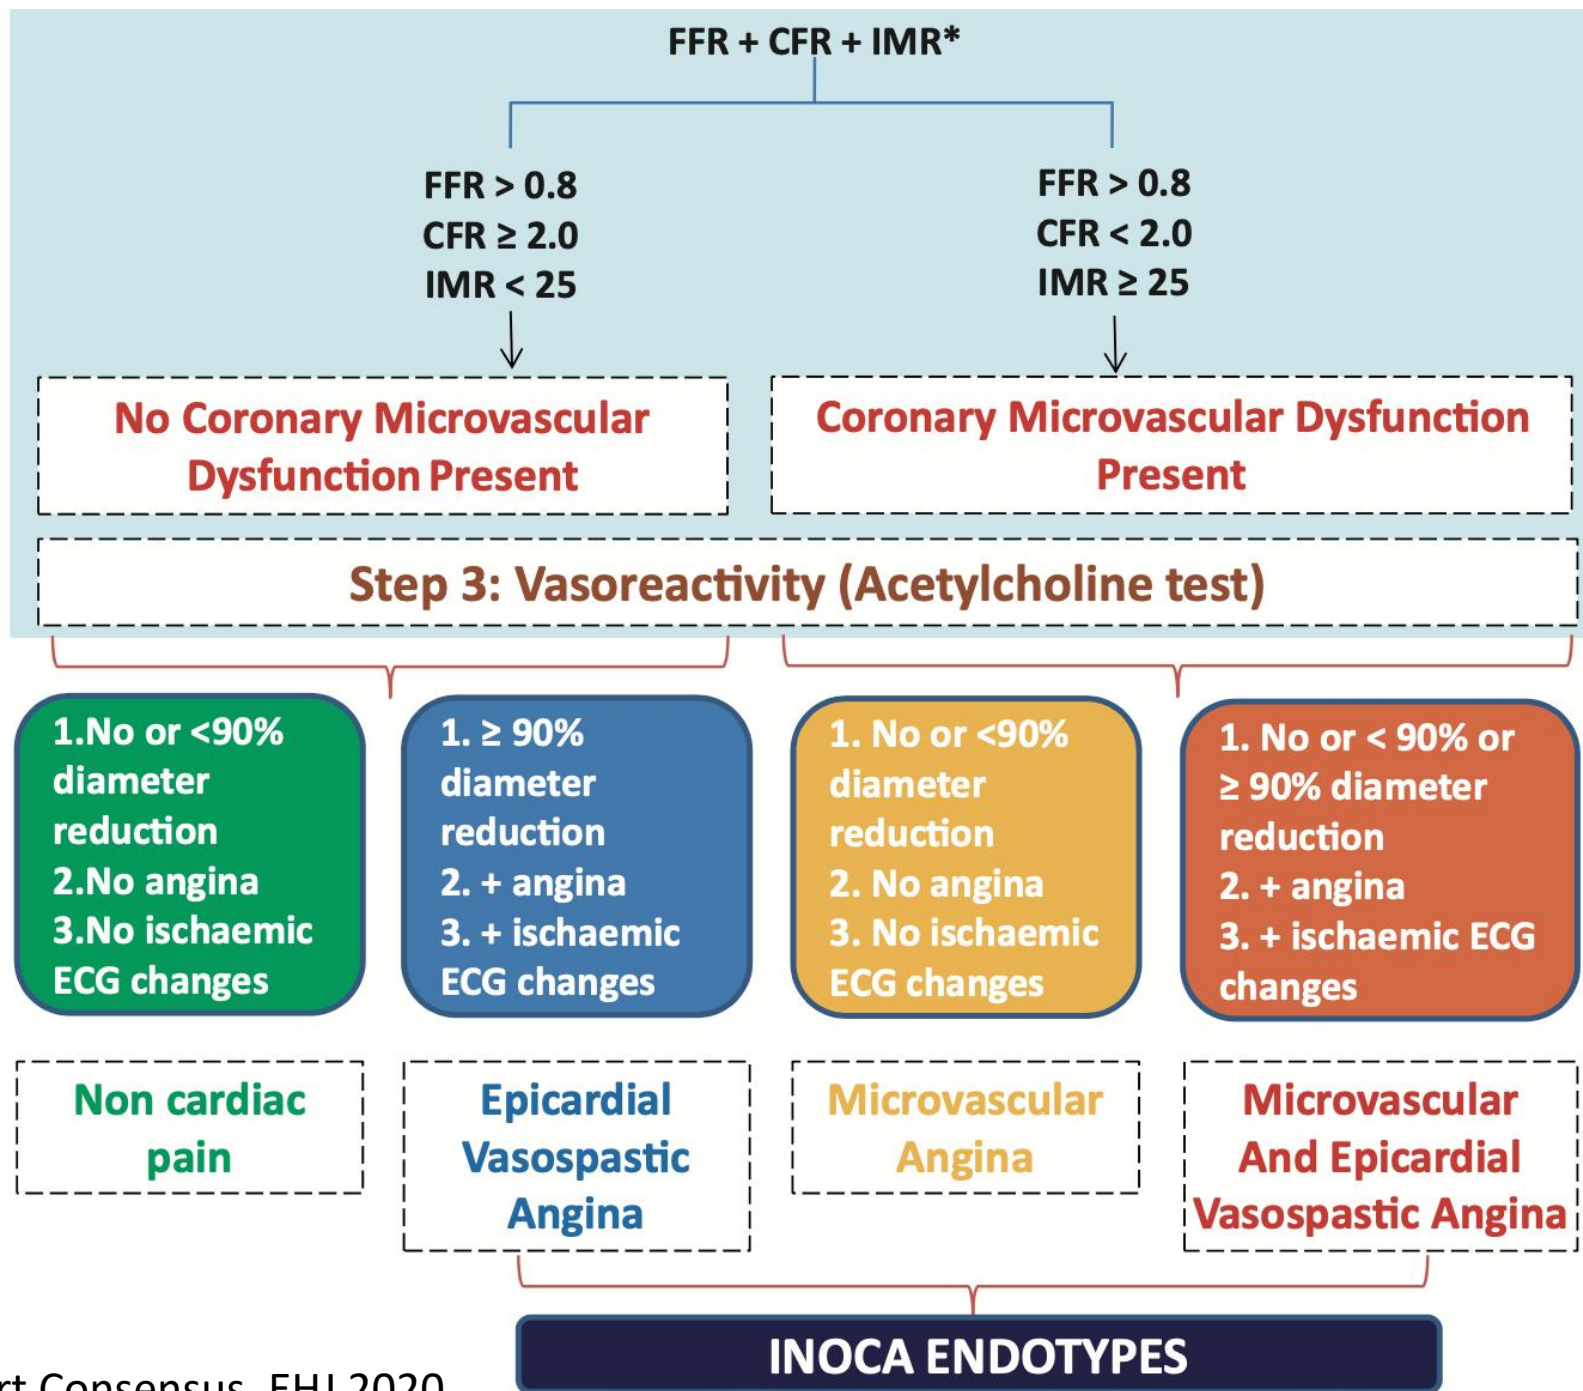 FFR + CFR + IMR*
FFR > 0.8
CFR ≥ 2.0
IMR < 25
FFR > 0.8
CFR < 2.0
IMR ≥ 25
No Coronary Microvascular
Dysfunction Present
Coronary Microvascular Dysfunction
Present
Step 3: Vasoreactivity (Acetylcholine test)
1.No or <90%
diameter
reduction
2.No angina
3.No ischaemic
ECG changes
1. ≥ 90%
diameter
reduction
2. + angina
3. + ischaemic
ECG changes
1. No or <90%
diameter
reduction
2. No angina
3. No ischaemic
ECG changes
1. No or < 90% or
≥ 90% diameter
reduction
2. + angina
3. + ischaemic ECG
changes
Non cardiac
pain
Epicardial
Vasospastic
Angina
Microvascular
Angina
Microvascular
And Epicardial
Vasospastic Angina
INOCA ENDOTYPES
Consensus, EHJ 2020